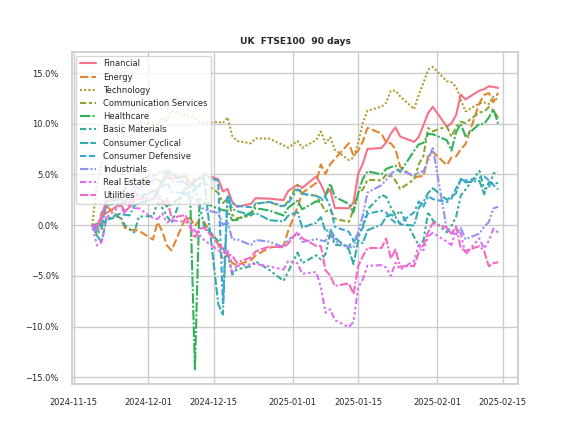 UK  FTSE100  90 days
15.0%
10.0%
5.0%
0.0%
−5.0%
−10.0%
−15.0%
Financial
Energy
Technology
Communication Services
Healthcare
Basic Materials
Consumer Cyclical
Consumer Defensive
Industrials
Real Estate
Utilities
2024-11-15
2024-12-01
2024-12-15
2025-01-01
2025-01-15
2025-02-01
2025-02-15